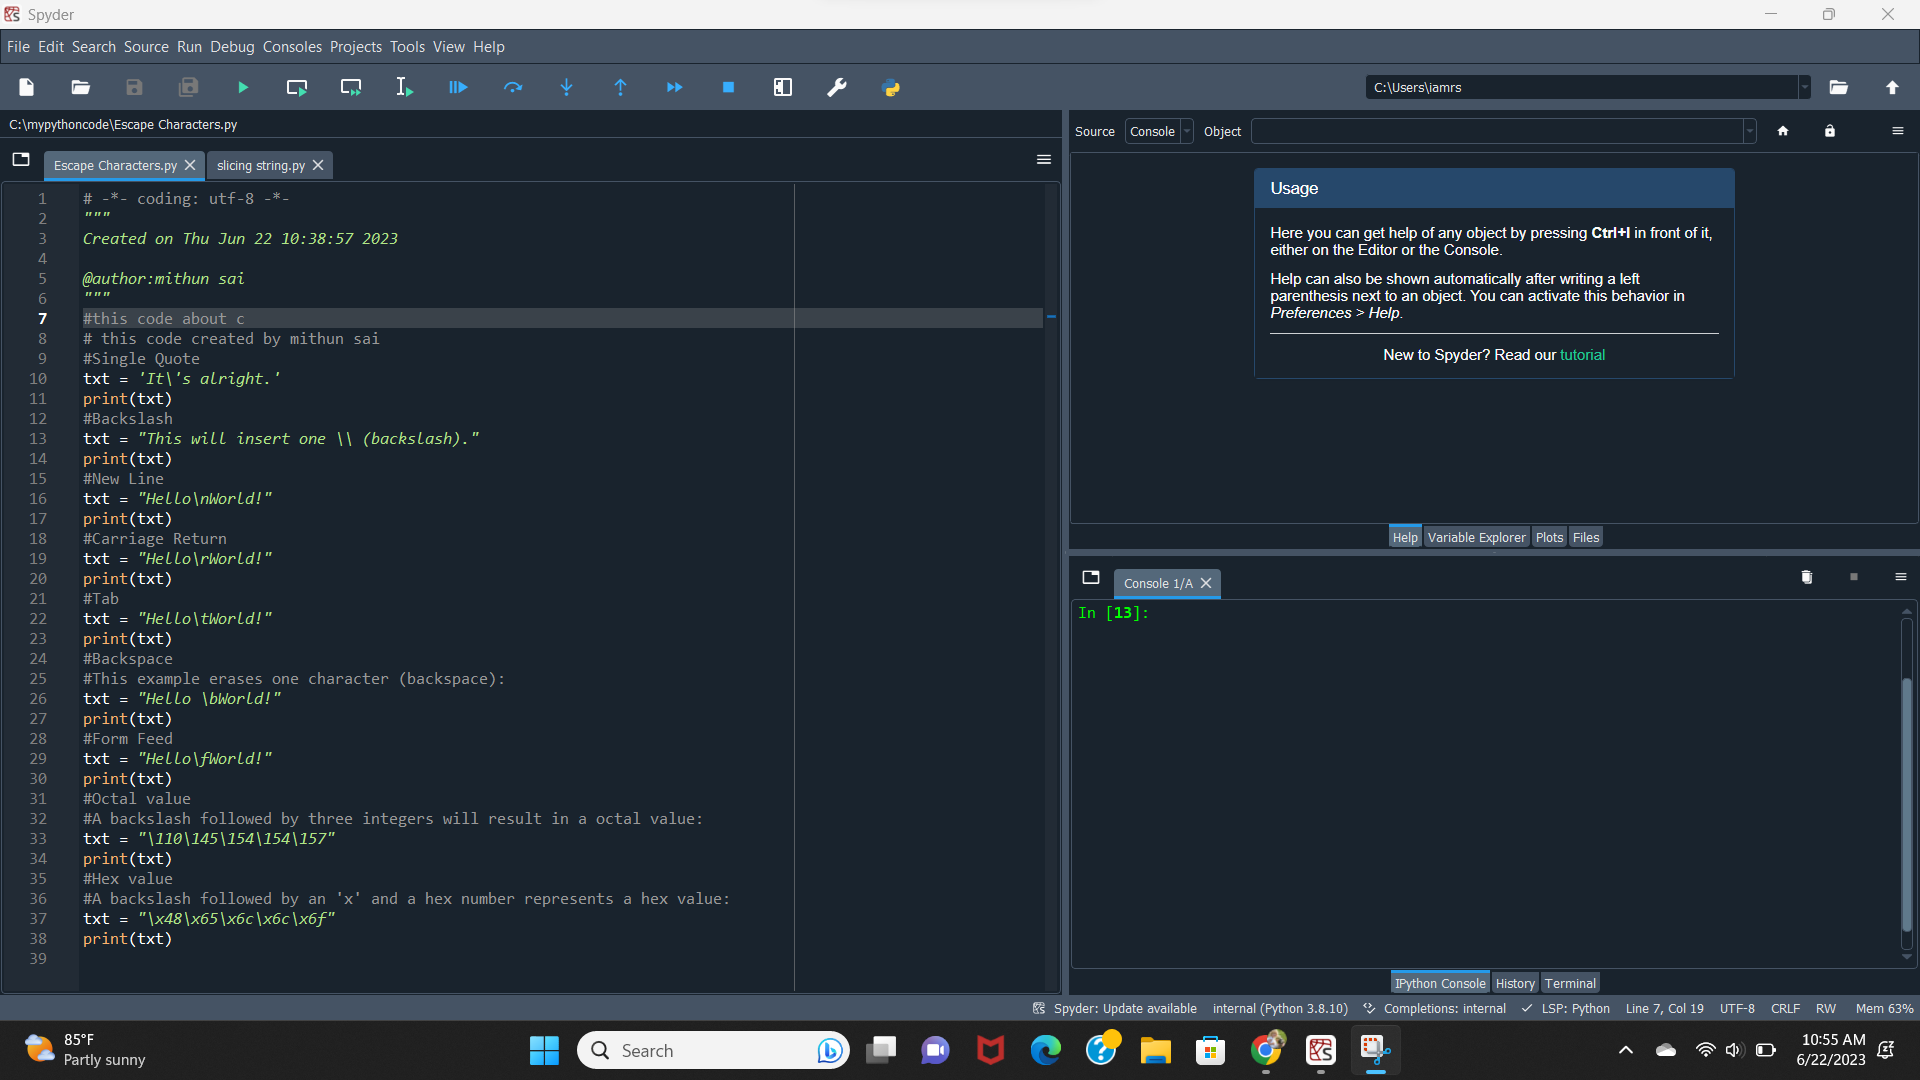 Spyder
File Edit Search Source Run Debug Consoles Projects Tools View Help
C:\Users\iamrs
C:\mypythoncode\Escape Characters.py
Escape Characters.py
slicing string.py
1 # -*- coding: utf-8 -*-
2 """
3 Created on Thu Jun 22 10:38:57 2023
4
5 @author:mithun sai
6 """
7 #this code about c
8 # this code created by mithun sai
9 #Single Quote
10 txt = 'It\'s alright.'
11 print(txt)
12 #Backslash
13 txt = "This will insert one \\ (backslash)."
14 print(txt)
15 #New Line
16 txt = "Hello\nWorld!"
17 print(txt)
18 #Carriage Return
19 txt = "Hello\rWorld!"
20 print(txt)
21 #Tab
22 txt = "Hello\tWorld!"
23 print(txt)
24 #Backspace
25 #This example erases one character (backspace):
26 txt = "Hello \bWorld!"
27 print(txt)
28 #Form Feed
29 txt = "Hello\fWorld!"
30 print(txt)
31 #Octal value
32 #A backslash followed by three integers will result in a octal value:
33 txt = "\110\145\154\154\157"
34 print(txt)
35 #Hex value
36 #A backslash followed by an 'x' and a hex number represents a hex value:
37 txt = "\x48\x65\x6c\x6c\x6f"
38 print(txt)
39
Source Console Object
Usage
Here you can get help of any object by pressing Ctrl+I in front of it,
either on the Editor or the Console.
Help can also be shown automatically after writing a left
parenthesis next to an object. You can activate this behavior in
Preferences > Help.
New to Spyder? Read our tutorial
Help Variable Explorer Plots Files
Console 1/A
In [13]:
IPython Console History Terminal
Spyder: Update available internal (Python 3.8.10) Completions: internal LSP: Python Line 7, Col 19 UTF-8 CRLF RW Mem 63%
85°F
Partly sunny
Search
10:55 AM
6/22/2023